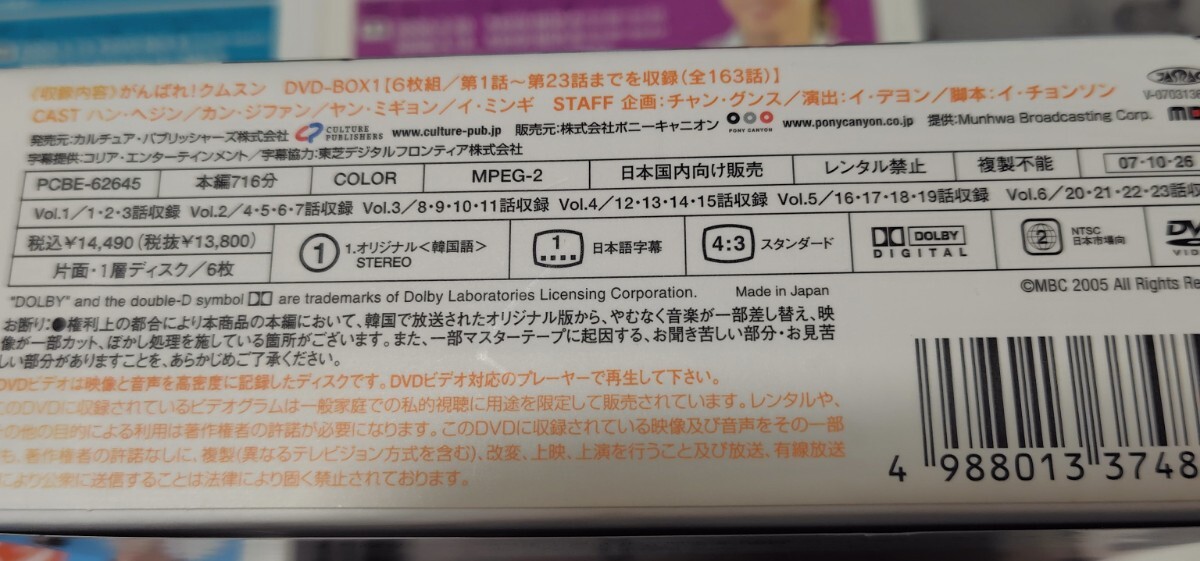 《収録内容》がんばれ!クムスン DVD-BOX1【6枚組/第1話〜第23話までを収録(全163話)】
CAST ハン・ヘジン/カン・ジファン/ヤン・ミギョン/イ・ミンギ STAFF 企画:チャン・グンス/演出:イ・デヨン/脚本:イ・チョンソン
JASRAC
V-0703136
発売元:カルチュア・パブリッシャーズ株式会社 CULTURE PUBLISHERS www.culture-pub.jp 販売元:株式会社ポニーキャニオン PONY CANYON www.ponycanyon.co.jp 提供:Munhwa Broadcasting Corp.
字幕提供:コリア・エンターテインメント/字幕協力:東芝デジタルフロンティア株式会社
PCBE-62645 本編716分 COLOR MPEG-2 日本国内向け販売 レンタル禁止 複製不能 07-10-26
Vol.1/1・2・3話収録 Vol.2/4・5・6・7話収録 Vol.3/8・9・10・11話収録 Vol.4/12・13・14・15話収録 Vol.5/16・17・18・19話収録 Vol.6/20・21・22・23話収
税込¥14,490(税抜¥13,800)
片面・1層ディスク/6枚
1 1.オリジナル<韓国語> STEREO
1 日本語字幕
4:3 スタンダード
DOLBY DIGITAL
2 NTSC 日本市場向
DV VIDE
"DOLBY" and the double-D symbol are trademarks of Dolby Laboratories Licensing Corporation. Made in Japan
©MBC 2005 All Rights Re
お断り:●権利上の都合により本商品の本編において、韓国で放送されたオリジナル版から、やむなく音楽が一部差し替え、映
像が一部カット、ぼかし処理を施している箇所がございます。また、一部マスターテープに起因する、お聞き苦しい部分・お見苦
しい部分がありますことを、あらかじめご了承ください。
DVDビデオは映像と音声を高密度に記録したディスクです。DVDビデオ対応のプレーヤーで再生して下さい。
このDVDに収録されているビデオグラムは一般家庭での私的視聴に用途を限定して販売されています。レンタルや、
その他の目的による利用は著作権者の許諾が必要になります。このDVDに収録されている映像及び音声をその一部
も、著作権者の許諾なしに、複製(異なるテレビジョン方式を含む)、改変、上映、上演を行うこと及び放送、有線放送
により公衆に送信することは法律により固く禁止されております。
4 988013 3748